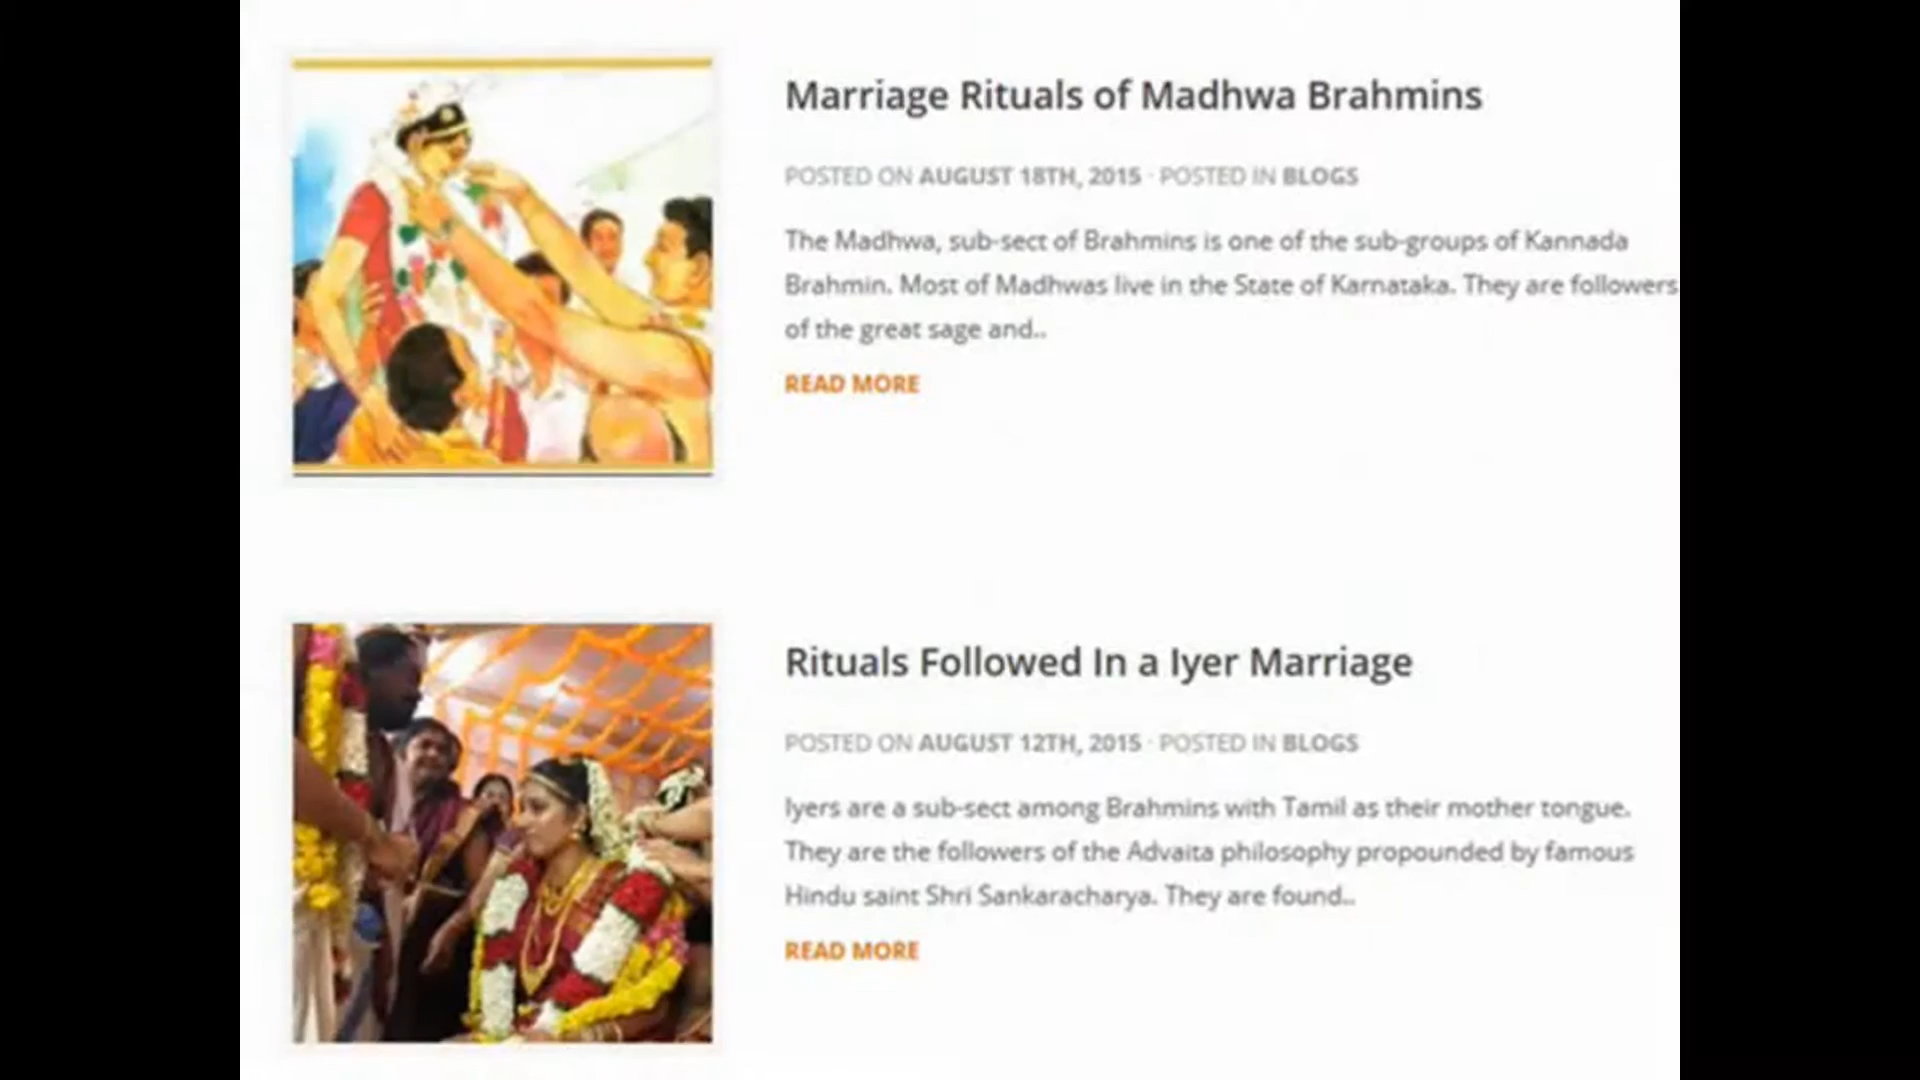 Marriage Rituals of Madhwa Brahmins
POSTED ON AUGUST 18TH, 2015 · POSTED IN BLOGS
The Madhwa, sub-sect of Brahmins is one of the sub-groups of Kannada
Brahmin. Most of Madhwas live in the State of Karnataka. They are followers
of the great sage and..
READ MORE
Rituals Followed In a Iyer Marriage
POSTED ON AUGUST 12TH, 2015 · POSTED IN BLOGS
Iyers are a sub-sect among Brahmins with Tamil as their mother tongue.
They are the followers of the Advaita philosophy propounded by famous
Hindu saint Shri Sankaracharya. They are found..
READ MORE